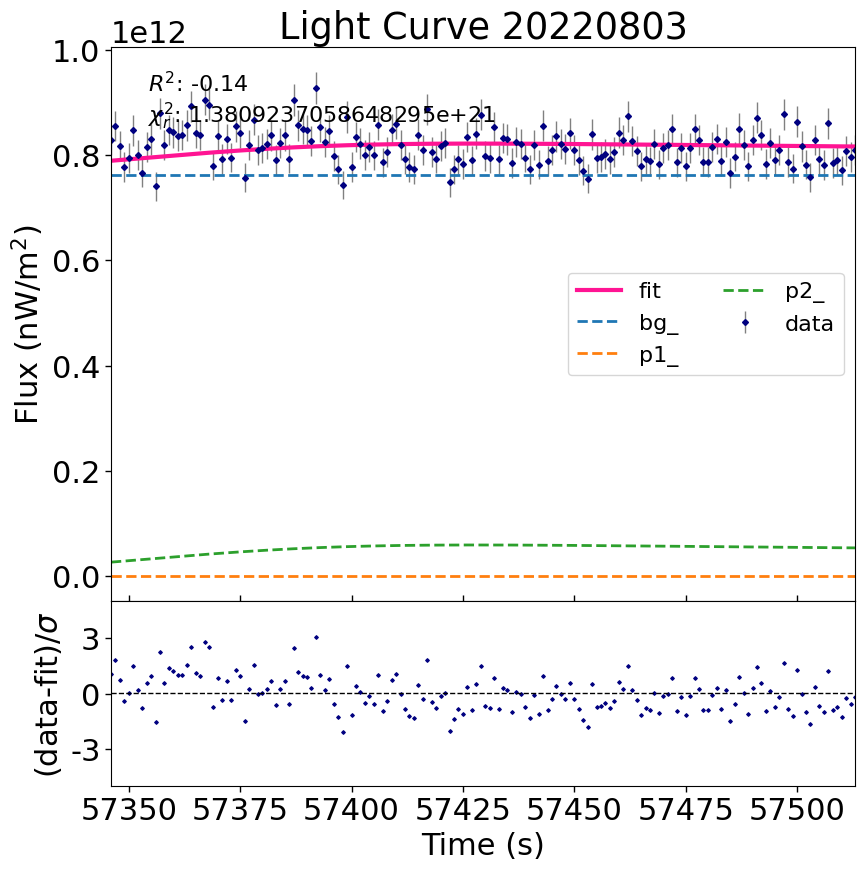 Light Curve 20220803
1e12
R²: -0.14
χ²ᵣ: 1.3809237058648295e+21
1.0
0.8
0.6
0.4
0.2
0.0
Flux (nW/m²)
fit
bg_
p1_
p2_
data
3
0
-3
(data-fit)/σ
57350 57375 57400 57425 57450 57475 57500
Time (s)